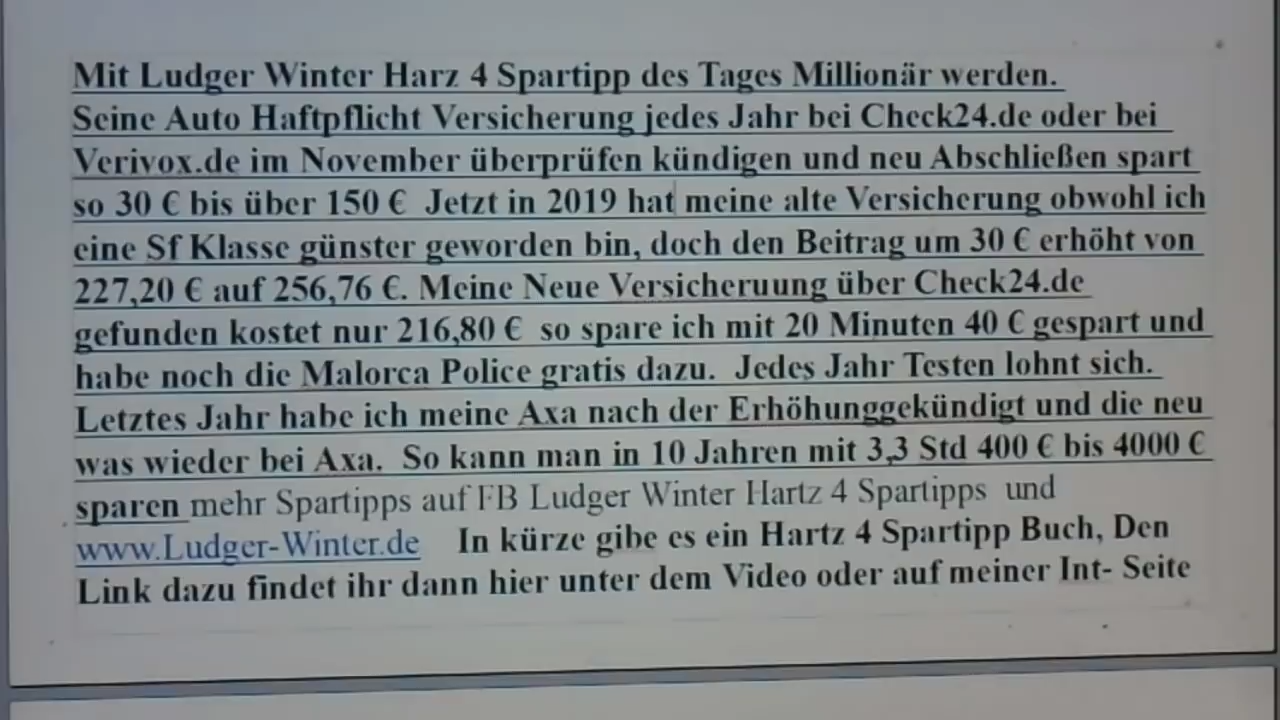 Mit Ludger Winter Harz 4 Spartipp des Tages Millionär werden.
Seine Auto Haftpflicht Versicherung jedes Jahr bei Check24.de oder bei
Verivox.de im November überprüfen kündigen und neu Abschließen spart
so 30 € bis über 150 € Jetzt in 2019 hat meine alte Versicherung obwohl ich
eine Sf Klasse günster geworden bin, doch den Beitrag um 30 € erhöht von
227,20 € auf 256,76 €. Meine Neue Versicheruung über Check24.de
gefunden kostet nur 216,80 € so spare ich mit 20 Minuten 40 € gespart und
habe noch die Malorca Police gratis dazu. Jedes Jahr Testen lohnt sich.
Letztes Jahr habe ich meine Axa nach der Erhöhunggekündigt und die neu
was wieder bei Axa. So kann man in 10 Jahren mit 3,3 Std 400 € bis 4000 €
sparen mehr Spartipps auf FB Ludger Winter Hartz 4 Spartipps und
www.Ludger-Winter.de In kürze gibe es ein Hartz 4 Spartipp Buch, Den
Link dazu findet ihr dann hier unter dem Video oder auf meiner Int- Seite